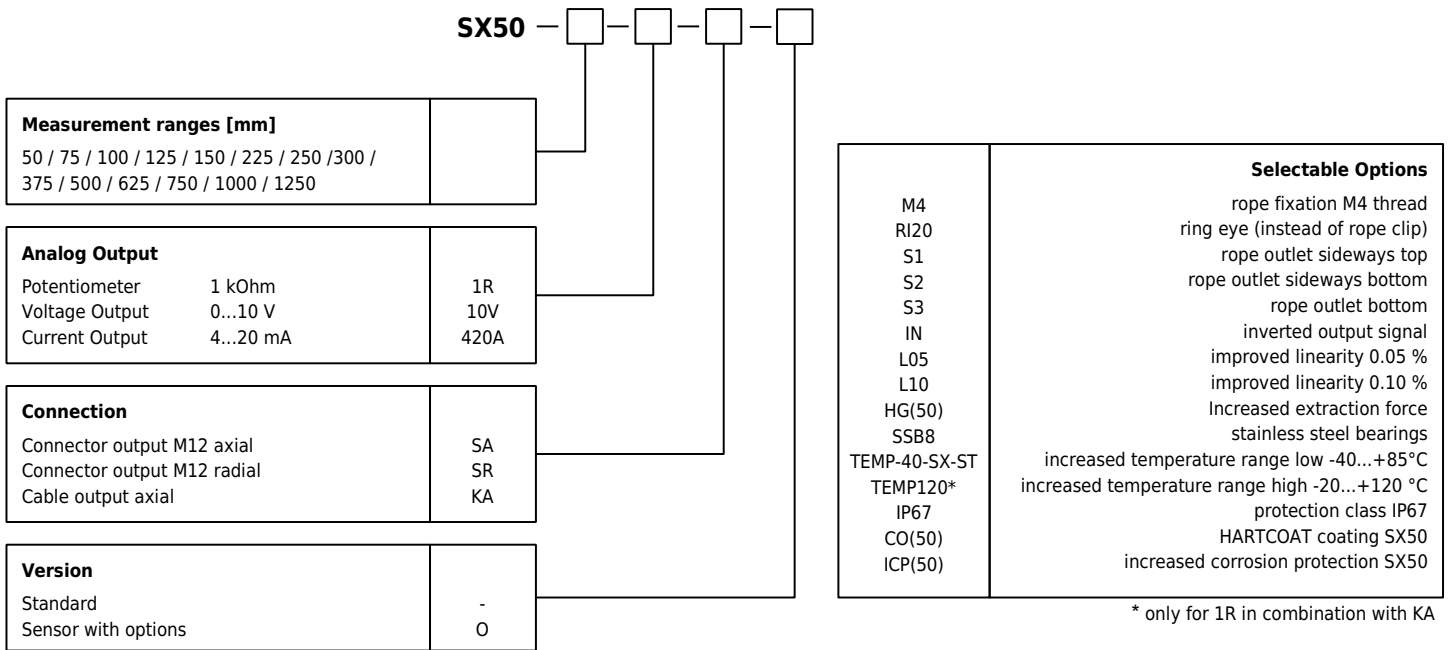 SX50
Measurement ranges [mm]
50 / 75 / 100 / 125 / 150 / 225 / 250 /300 /
375 / 500 / 625 / 750 / 1000 / 1250
Analog Output
Potentiometer 1 kOhm 1R
Voltage Output 0...10 V 10V
Current Output 4...20 mA 420A
Connection
Connector output M12 axial SA
Connector output M12 radial SR
Cable output axial KA
Version
Standard -
Sensor with options O
Selectable Options
M4 rope fixation M4 thread
RI20 ring eye (instead of rope clip)
S1 rope outlet sideways top
S2 rope outlet sideways bottom
S3 rope outlet bottom
IN inverted output signal
L05 improved linearity 0.05 %
L10 improved linearity 0.10 %
HG(50) Increased extraction force
SSB8 stainless steel bearings
TEMP-40-SX-ST increased temperature range low -40...+85°C
TEMP120* increased temperature range high -20...+120 °C
IP67 protection class IP67
CO(50) HARTCOAT coating SX50
ICP(50) increased corrosion protection SX50
* only for 1R in combination with KA